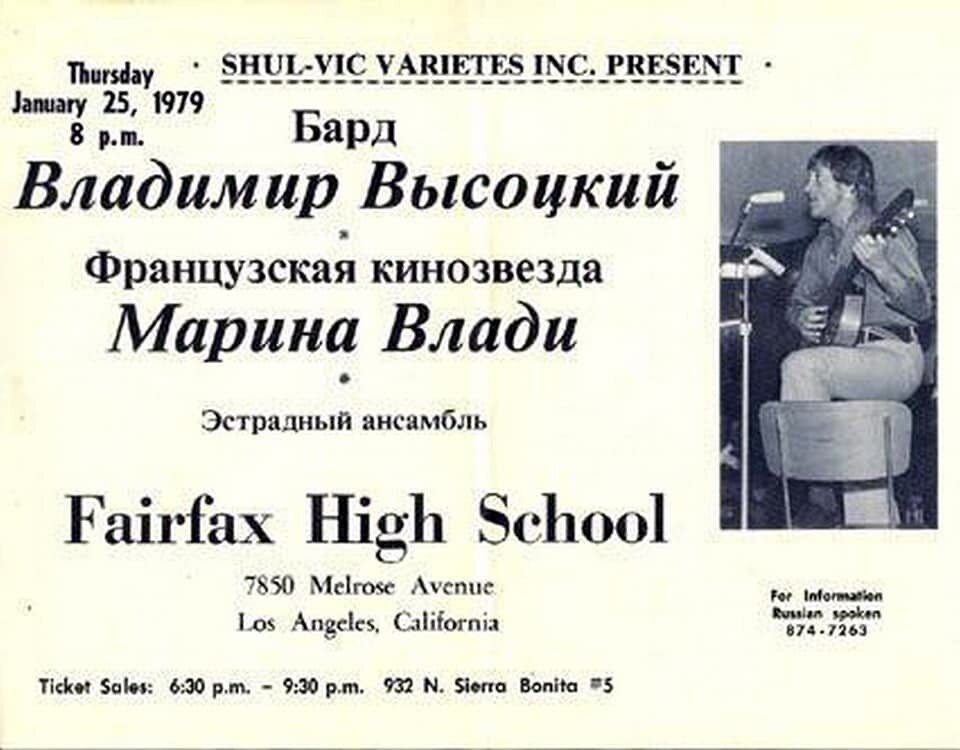 Thursday
January 25, 1979
8 p.m.
· SHUL-VIC VARIETES INC. PRESENT ·
Бард
Владимир Высоцкий
*
Французская кинозвезда
Марина Влади
*
Эстрадный ансамбль
Fairfax High School
7850 Melrose Avenue
Los Angeles, California
For Information
Russian spoken
874-7263
Ticket Sales: 6:30 p.m. – 9:30 p.m. 932 N. Sierra Bonita #5